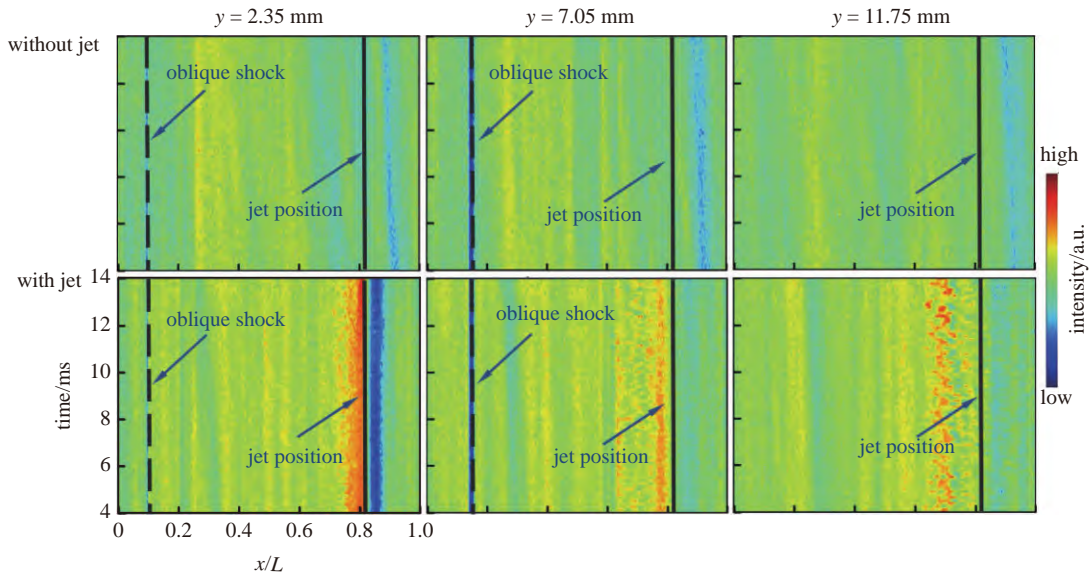 y = 2.35 mm
y = 7.05 mm
y = 11.75 mm
without jet
oblique shock
jet position
oblique shock
jet position
jet position
high
intensity/a.u.
low
with jet
14
12
10
8
6
4
time/ms
oblique shock
jet position
oblique shock
jet position
jet position
0 0.2 0.4 0.6 0.8 1.0
x/L